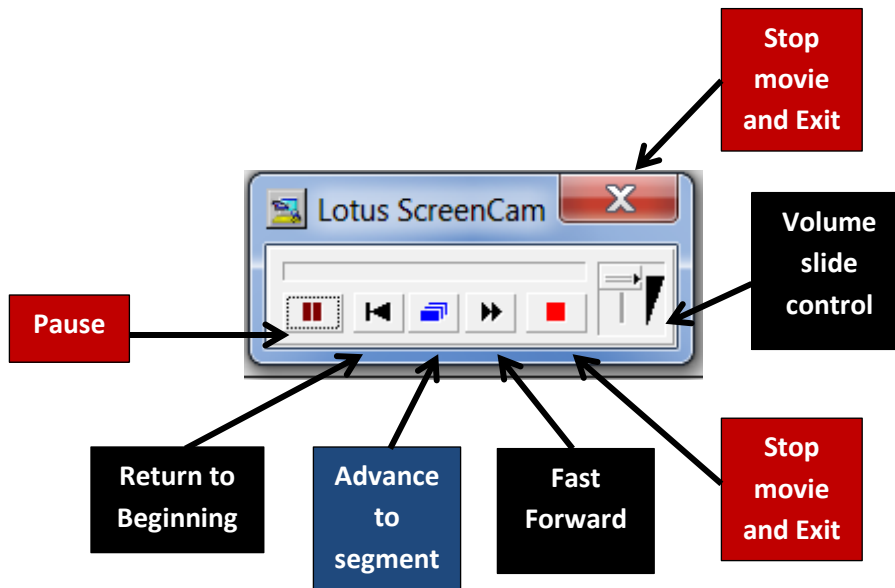 Stop
movie
and Exit
Lotus ScreenCam
X
Volume
slide
control
Pause
Return to
Beginning
Advance
to
segment
Fast
Forward
Stop
movie
and Exit